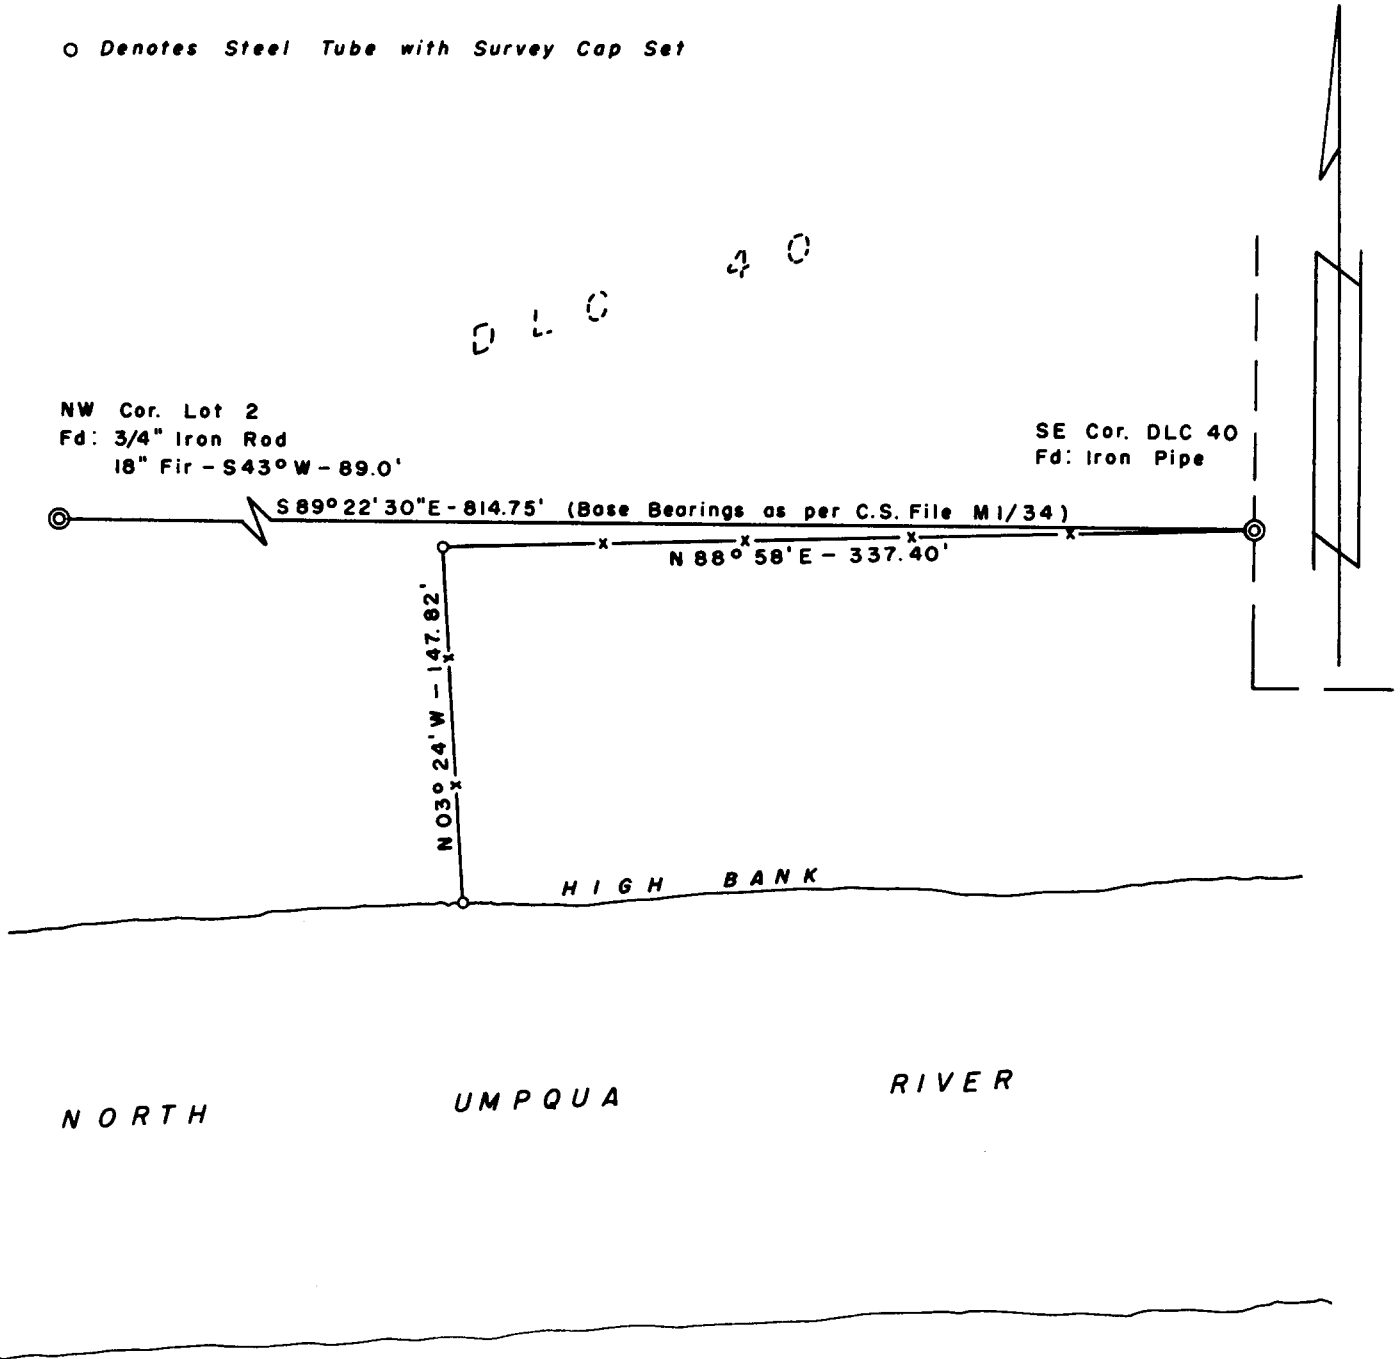 o Denotes Steel Tube with Survey Cap Set
DLC 40
NW Cor. Lot 2
Fd: 3/4" Iron Rod
18" Fir - S43° W - 89.0'
SE Cor. DLC 40
Fd: Iron Pipe
S 89° 22' 30" E - 814.75' (Base Bearings as per C.S. File M1/34)
N 88° 58' E - 337.40'
N 03° 24' W - 147.82'
HIGH BANK
NORTH UMPQUA RIVER
N